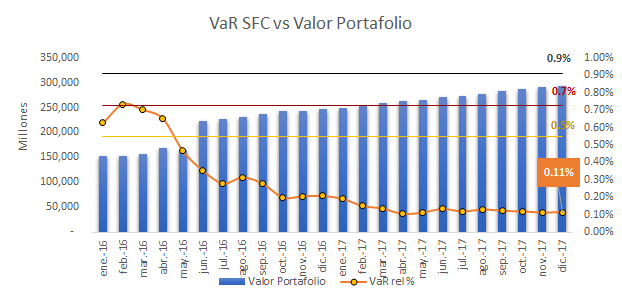 VaR SFC vs Valor Portafolio
Millones
350,000
300,000
250,000
200,000
150,000
100,000
50,000
-
0.9%
0.7%
0.5%
0.11%
1.00%
0.90%
0.80%
0.70%
0.60%
0.50%
0.40%
0.30%
0.20%
0.10%
0.00%
ene.-16
feb.-16
mar.-16
abr.-16
may.-16
jun.-16
jul.-16
ago.-16
sep.-16
oct.-16
nov.-16
dic.-16
ene.-17
feb.-17
mar.-17
abr.-17
may.-17
jun.-17
jul.-17
ago.-17
sep.-17
oct.-17
nov.-17
dic.-17
Valor Portafolio
VaR rel %